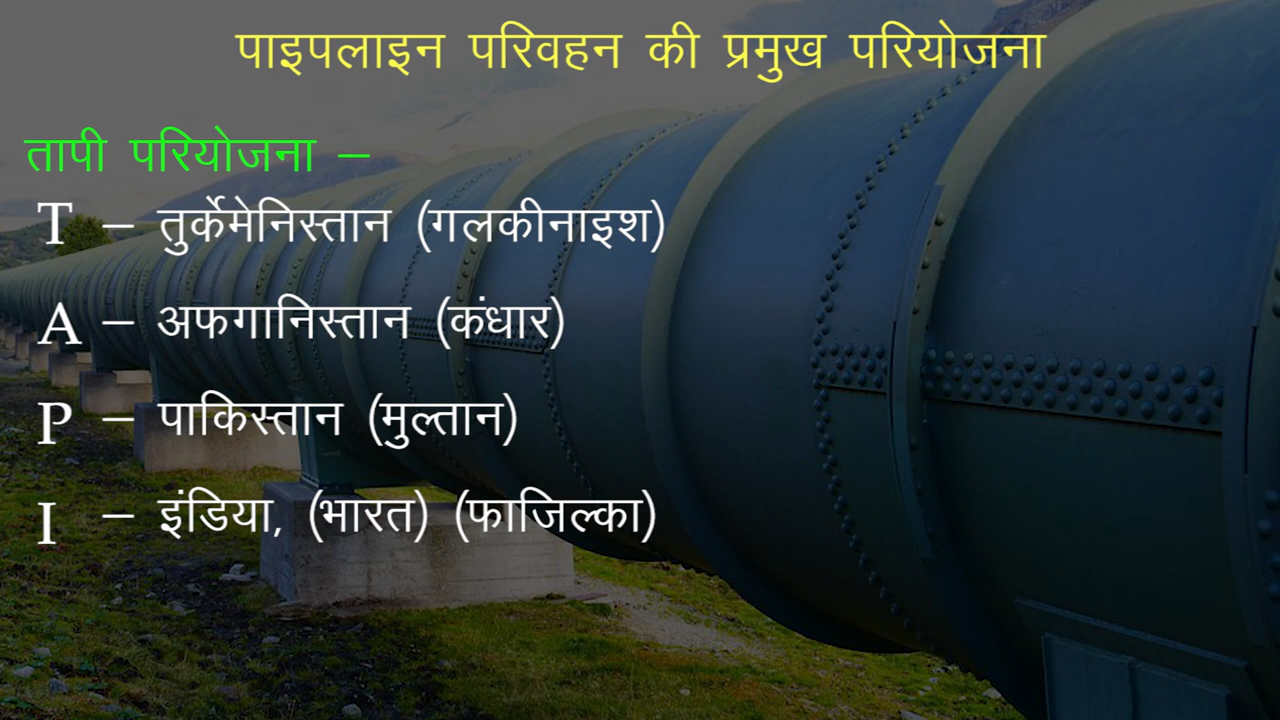 पाइपलाइन परिवहन की प्रमुख परियोजना
तापी परियोजना –
T – तुर्केमेनिस्तान (गलकीनाइश)
A – अफगानिस्तान (कंधार)
P – पाकिस्तान (मुल्तान)
I – इंडिया, (भारत) (फाजिल्का)